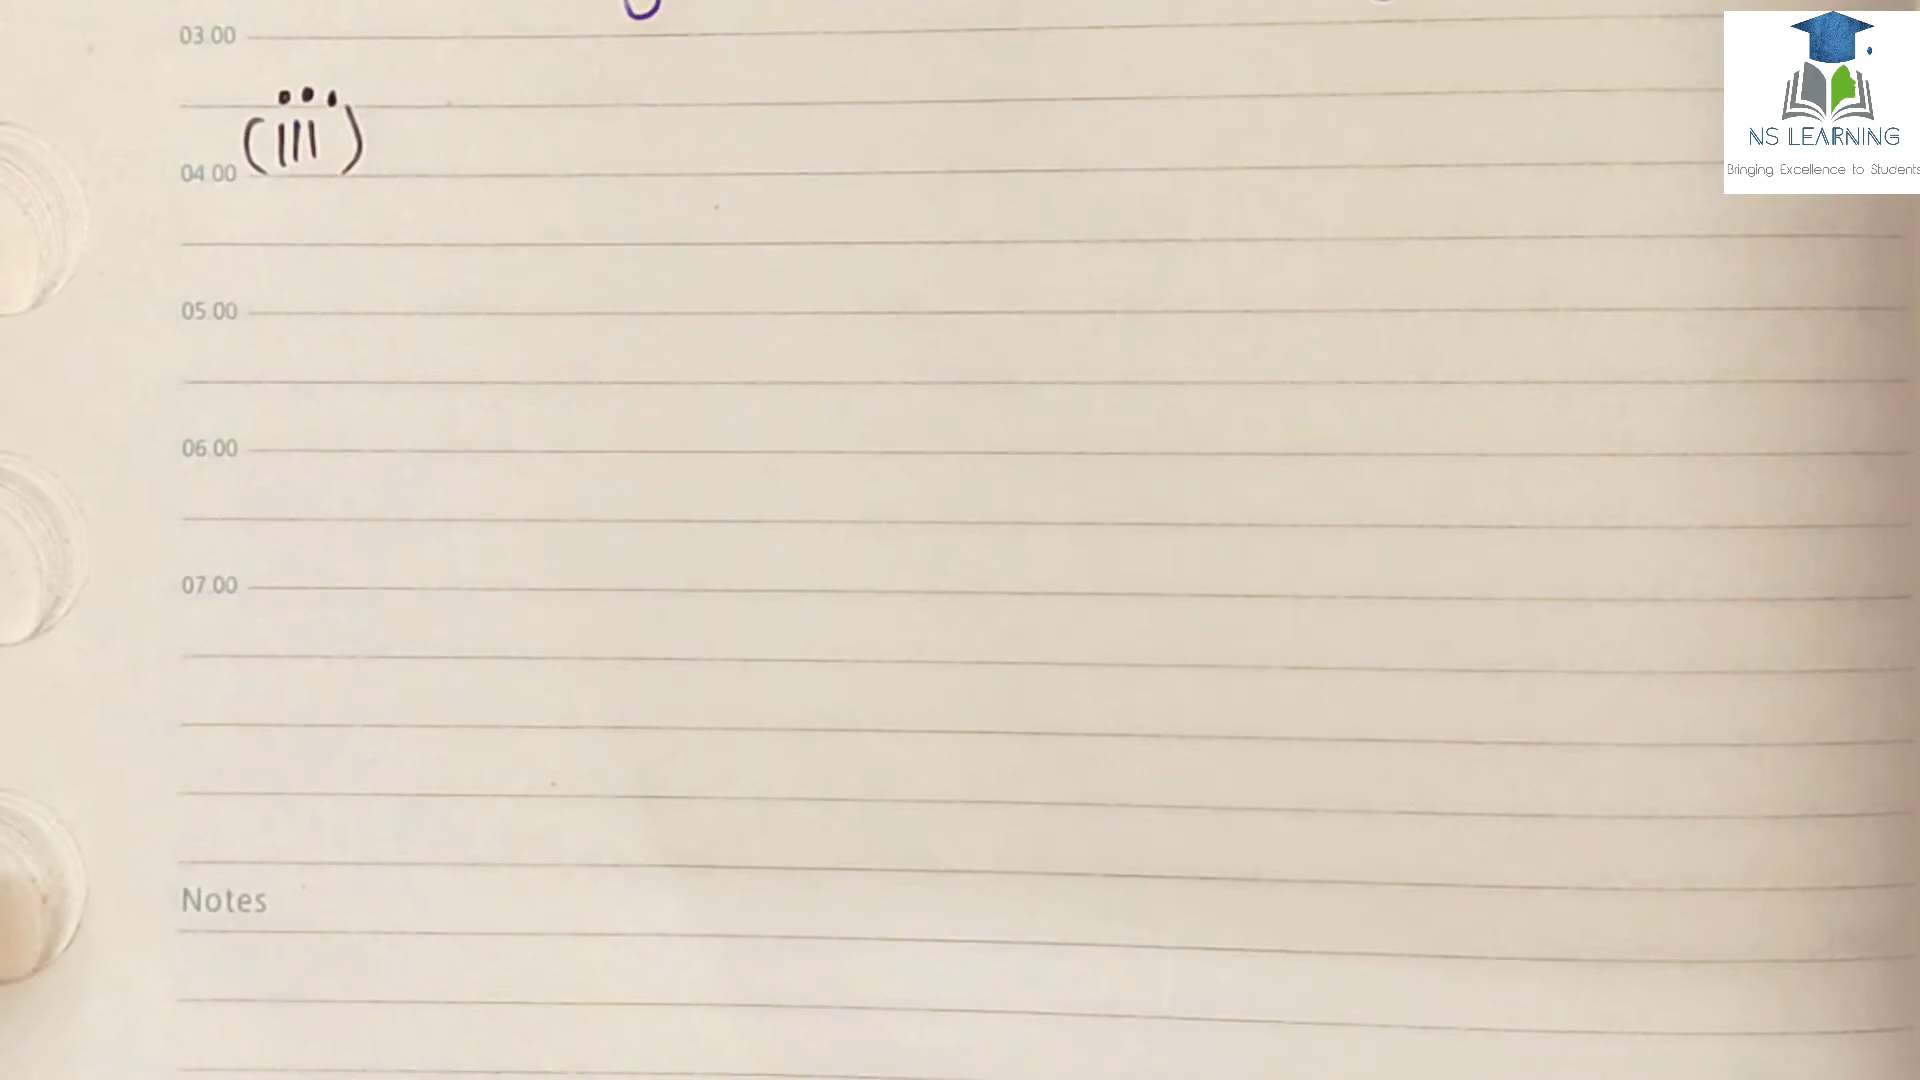 03.00
(iii)
04.00
05.00
06.00
07.00
Notes
NS LEARNING
Bringing Excellence to Students